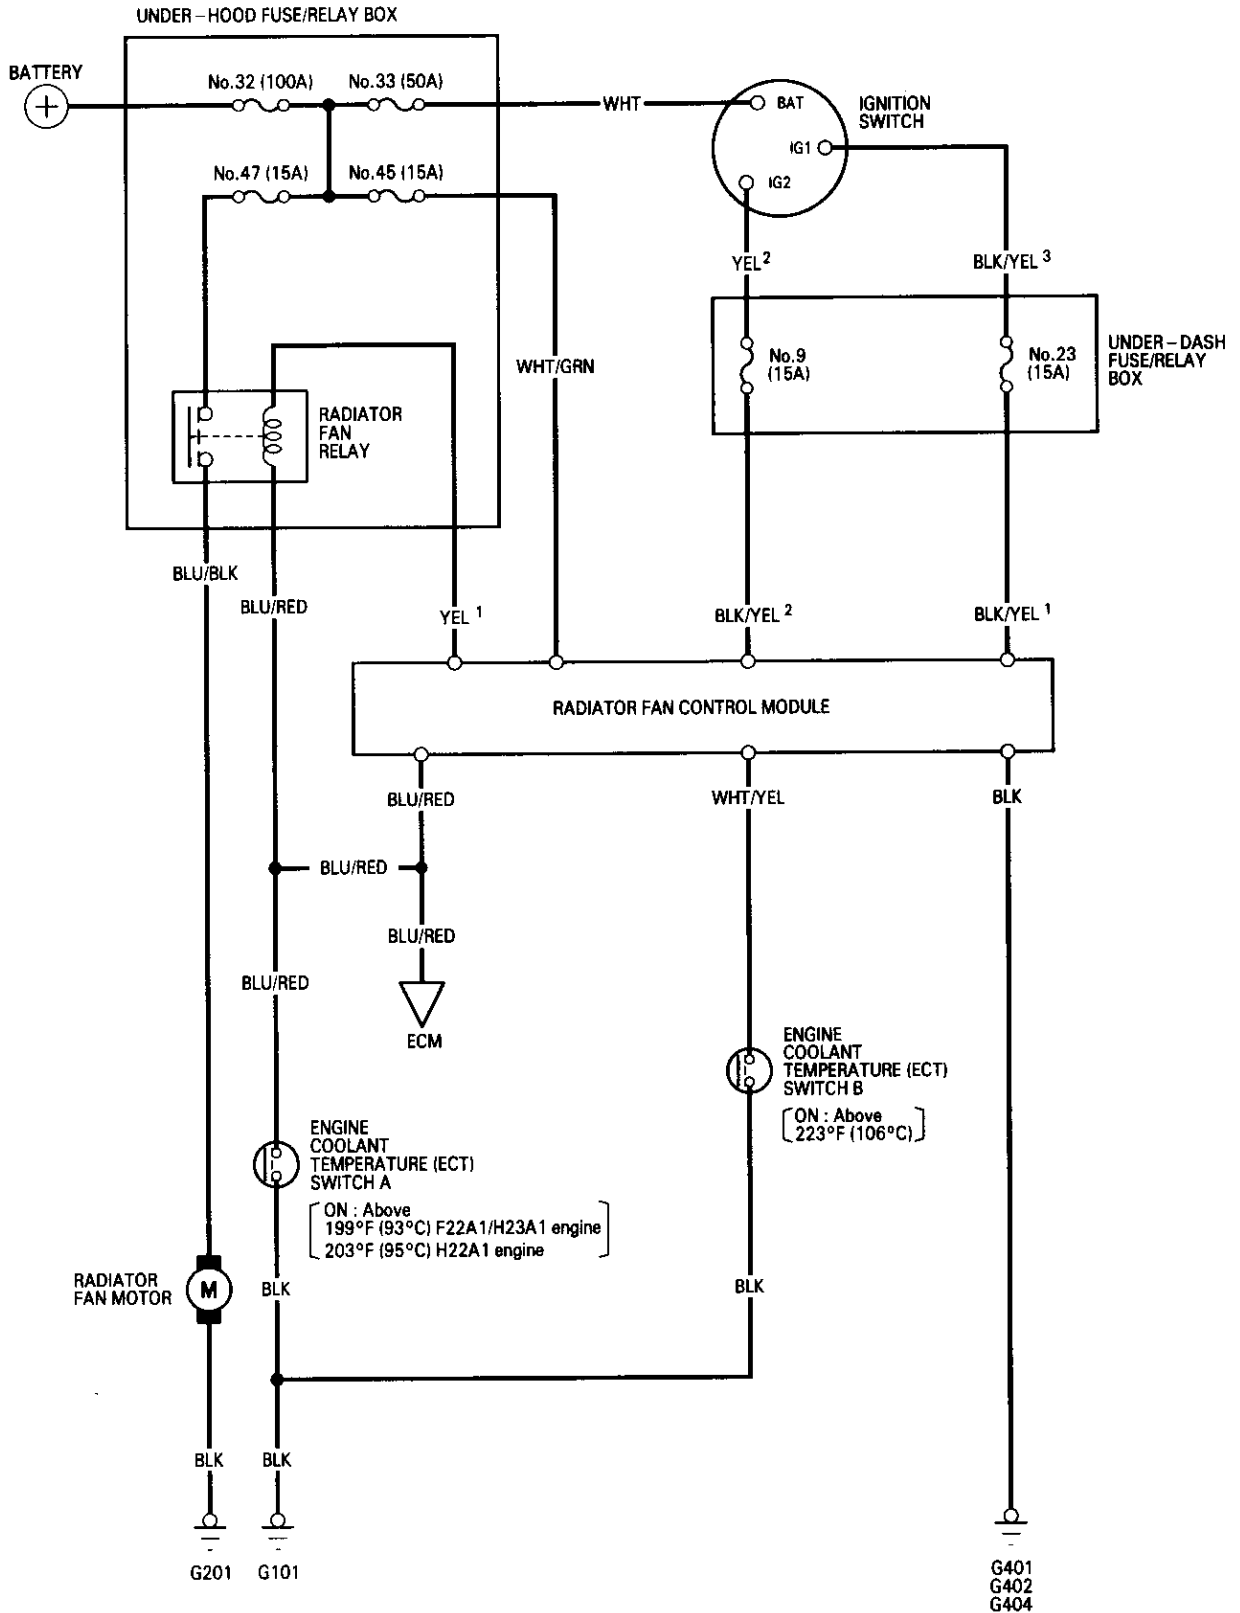 UNDER-HOOD FUSE/RELAY BOX
BATTERY
+
No.32 (100A)
No.33 (50A)
WHT
BAT
IGNITION
SWITCH
IG1
IG2
No.47 (15A)
No.45 (15A)
YEL 2
BLK/YEL 3
No.9
(15A)
No.23
(15A)
UNDER-DASH
FUSE/RELAY
BOX
WHT/GRN
RADIATOR
FAN
RELAY
BLU/BLK
BLU/RED
YEL 1
BLK/YEL 2
BLK/YEL 1
RADIATOR FAN CONTROL MODULE
BLU/RED
WHT/YEL
BLK
BLU/RED
BLU/RED
BLU/RED
ECM
ENGINE
COOLANT
TEMPERATURE (ECT)
SWITCH B
[ON : Above
223°F (106°C)]
ENGINE
COOLANT
TEMPERATURE (ECT)
SWITCH A
[ON : Above
199°F (93°C) F22A1/H23A1 engine
203°F (95°C) H22A1 engine]
RADIATOR
FAN MOTOR
M
BLK
BLK
BLK
BLK
G201
G101
G401
G402
G404